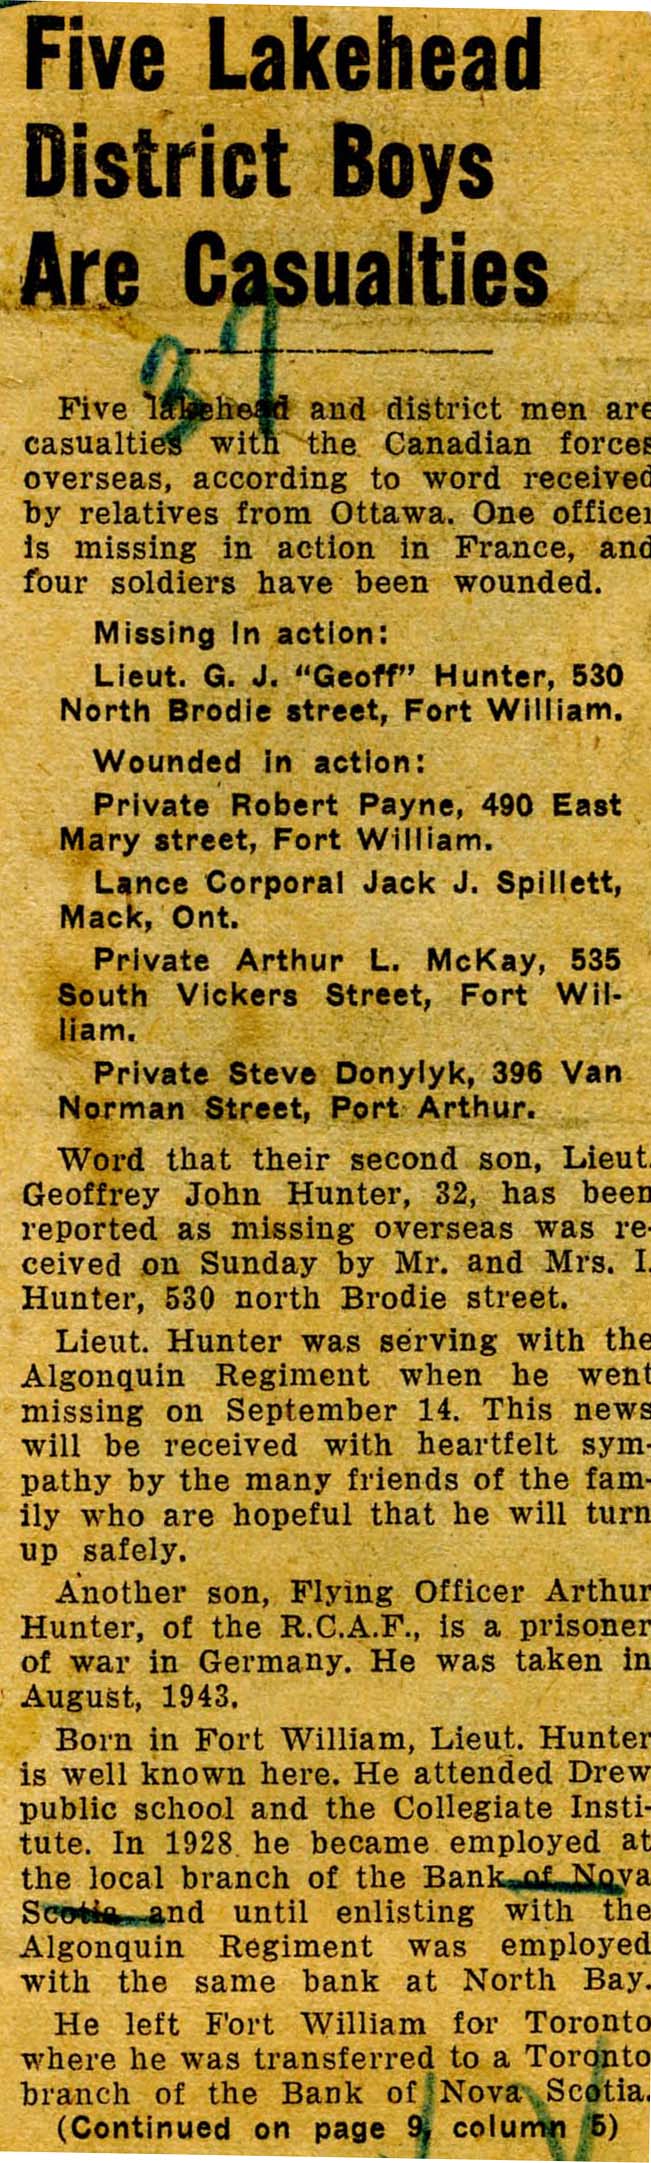 Five Lakehead
District Boys
Are Casualties
37
Five lakehead and district men are
casualties with the Canadian forces
overseas, according to word received
by relatives from Ottawa. One officer
is missing in action in France, and
four soldiers have been wounded.
Missing in action:
Lieut. G. J. "Geoff" Hunter, 530
North Brodie street, Fort William.
Wounded in action:
Private Robert Payne, 490 East
Mary street, Fort William.
Lance Corporal Jack J. Spillett,
Mack, Ont.
Private Arthur L. McKay, 535
South Vickers Street, Fort Wil-
liam.
Private Steve Donylyk, 396 Van
Norman Street, Port Arthur.
Word that their second son, Lieut.
Geoffrey John Hunter, 32, has been
reported as missing overseas was re-
ceived on Sunday by Mr. and Mrs. I.
Hunter, 530 north Brodie street.
Lieut. Hunter was serving with the
Algonquin Regiment when he went
missing on September 14. This news
will be received with heartfelt sym-
pathy by the many friends of the fam-
ily who are hopeful that he will turn
up safely.
Another son, Flying Officer Arthur
Hunter, of the R.C.A.F., is a prisoner
of war in Germany. He was taken in
August, 1943.
Born in Fort William, Lieut. Hunter
is well known here. He attended Drew
public school and the Collegiate Insti-
tute. In 1928 he became employed at
the local branch of the Bank of Nova
Scotia and until enlisting with the
Algonquin Regiment was employed
with the same bank at North Bay.
He left Fort William for Toronto
where he was transferred to a Toronto
branch of the Bank of Nova Scotia.
(Continued on page 9, column 5)